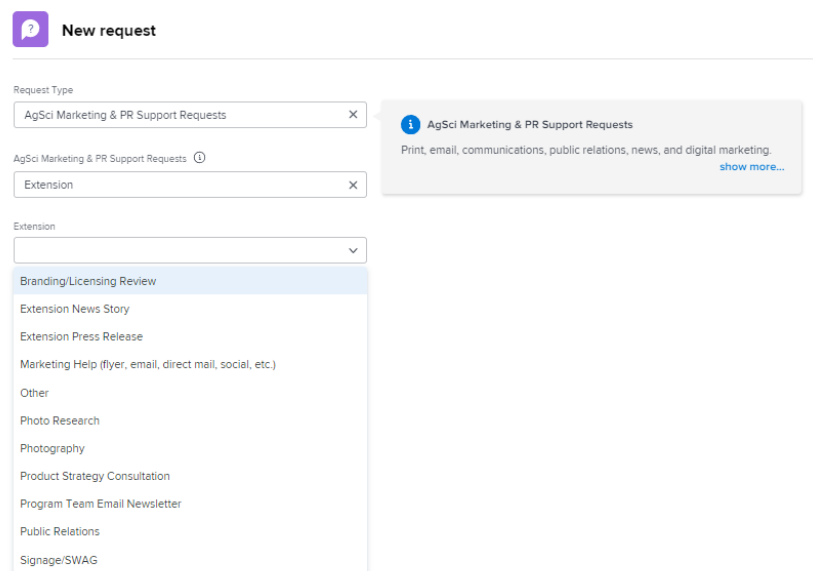 New request
Request Type
AgSci Marketing & PR Support Requests
AgSci Marketing & PR Support Requests
Print, email, communications, public relations, news, and digital marketing.
show more...
AgSci Marketing & PR Support Requests
Extension
Extension
Branding/Licensing Review
Extension News Story
Extension Press Release
Marketing Help (flyer, email, direct mail, social, etc.)
Other
Photo Research
Photography
Product Strategy Consultation
Program Team Email Newsletter
Public Relations
Signage/SWAG